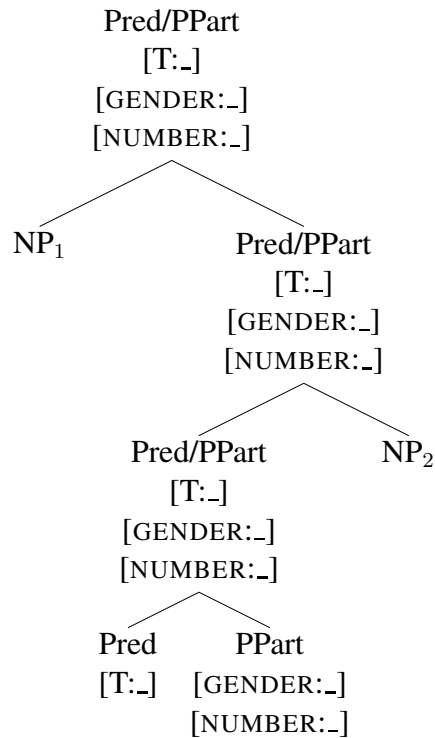 Pred/PPart
[T:_]
[GENDER:_]
[NUMBER:_]
NP₁ Pred/PPart
[T:_]
[GENDER:_]
[NUMBER:_]
Pred/PPart NP₂
[T:_]
[GENDER:_]
[NUMBER:_]
Pred PPart
[T:_] [GENDER:_]
[NUMBER:_]